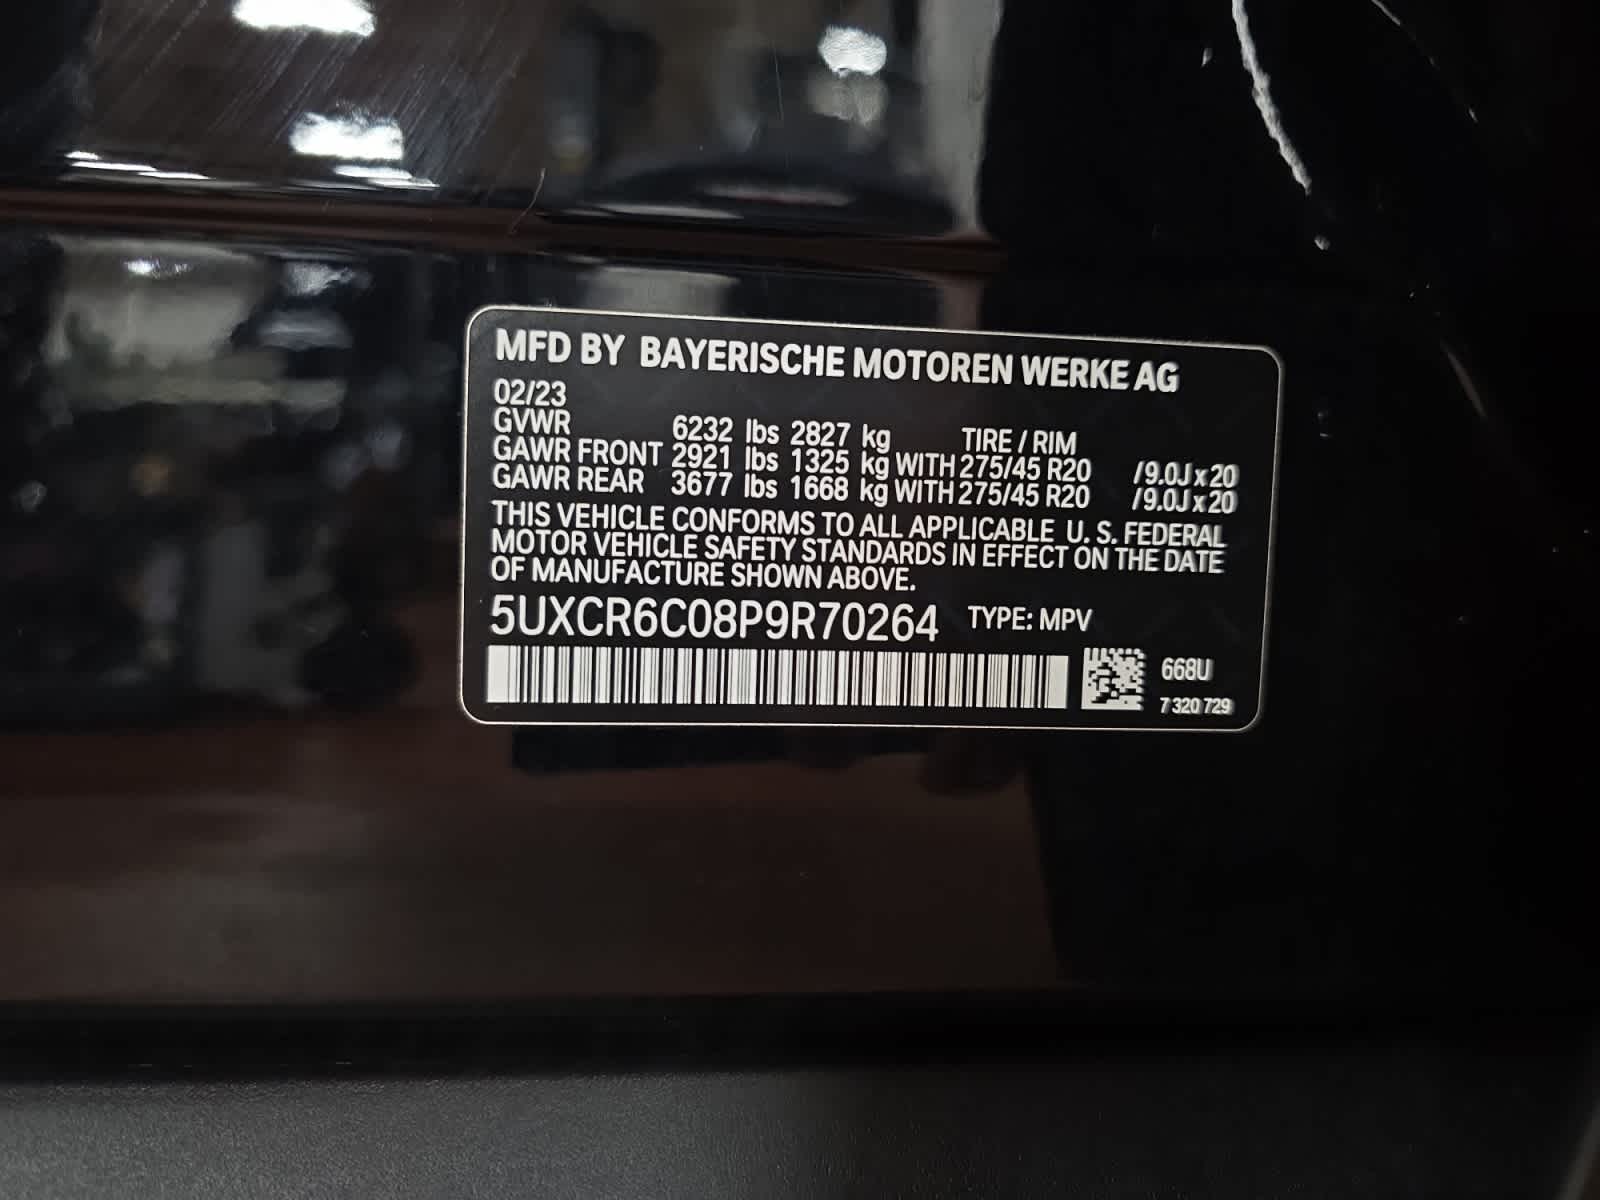 MFD BY BAYERISCHE MOTOREN WERKE AG
02/23
GVWR 6232 lbs 2827 kg TIRE / RIM
GAWR FRONT 2921 lbs 1325 kg WITH 275/45 R20 /9.0J x 20
GAWR REAR 3677 lbs 1668 kg WITH 275/45 R20 /9.0J x 20
THIS VEHICLE CONFORMS TO ALL APPLICABLE U. S. FEDERAL
MOTOR VEHICLE SAFETY STANDARDS IN EFFECT ON THE DATE
OF MANUFACTURE SHOWN ABOVE.
5UXCR6C08P9R70264 TYPE: MPV
668U
7 320 729